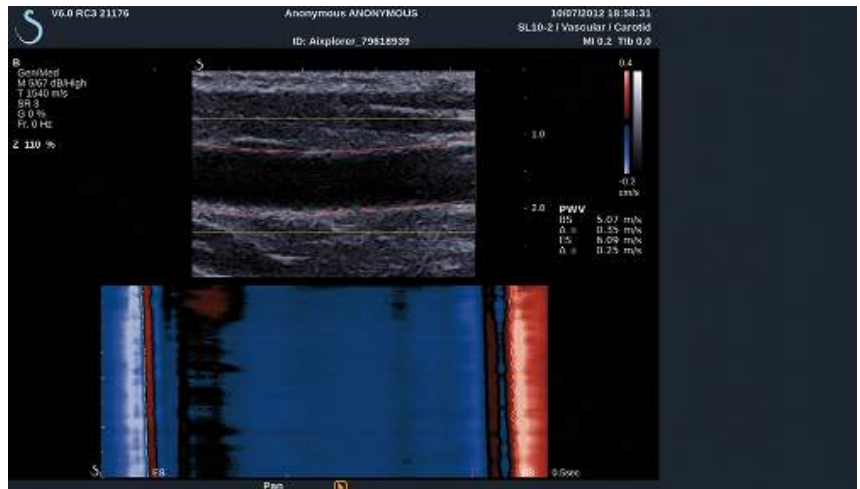 V6.0 RC3 21176
Anonymous ANONYMOUS
10/07/2012 18:58:31
SL10-2 / Vascular / Carotid
ID: Aixplorer_79618939
MI 0.2 TIb 0.0
B
Gen/Med
M 5/67 dB/High
T 1540 m/s
SR 3
G 0 %
Fr. 0 Hz
Z 110 %
0.4
-0.2
cm/s
1.0
2.0
PWV
BS 5.07 m/s
Δ ± 0.35 m/s
ES 6.09 m/s
Δ ± 0.25 m/s
ES
BS
0.5sec
Pan